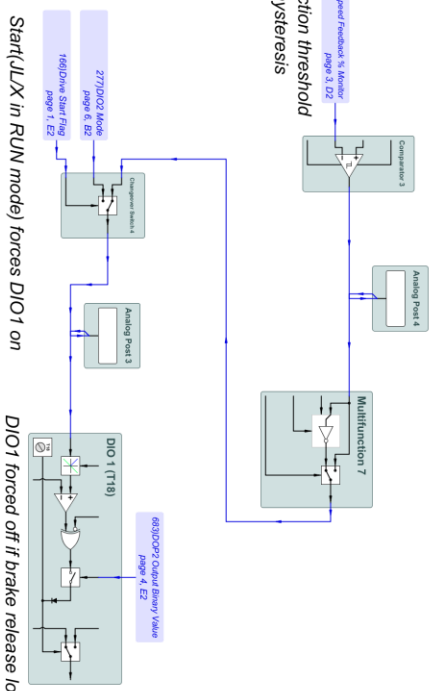 peed Feedback % Monitor
page 3, D2
ction threshold
ysteresis
Comparator 3
Analog Post 4
Multifunction 7
277)DIO2 Mode
page 6, B2
166)Drive Start Flag
page 1, E2
Changeover Switch 4
Analog Post 3
DIO 1 (T18)
T18
683)DOP2 Output Binary Value
page 4, E2
Start(JL/X in RUN mode) forces DIO1 on
DIO1 forced off if brake release lo